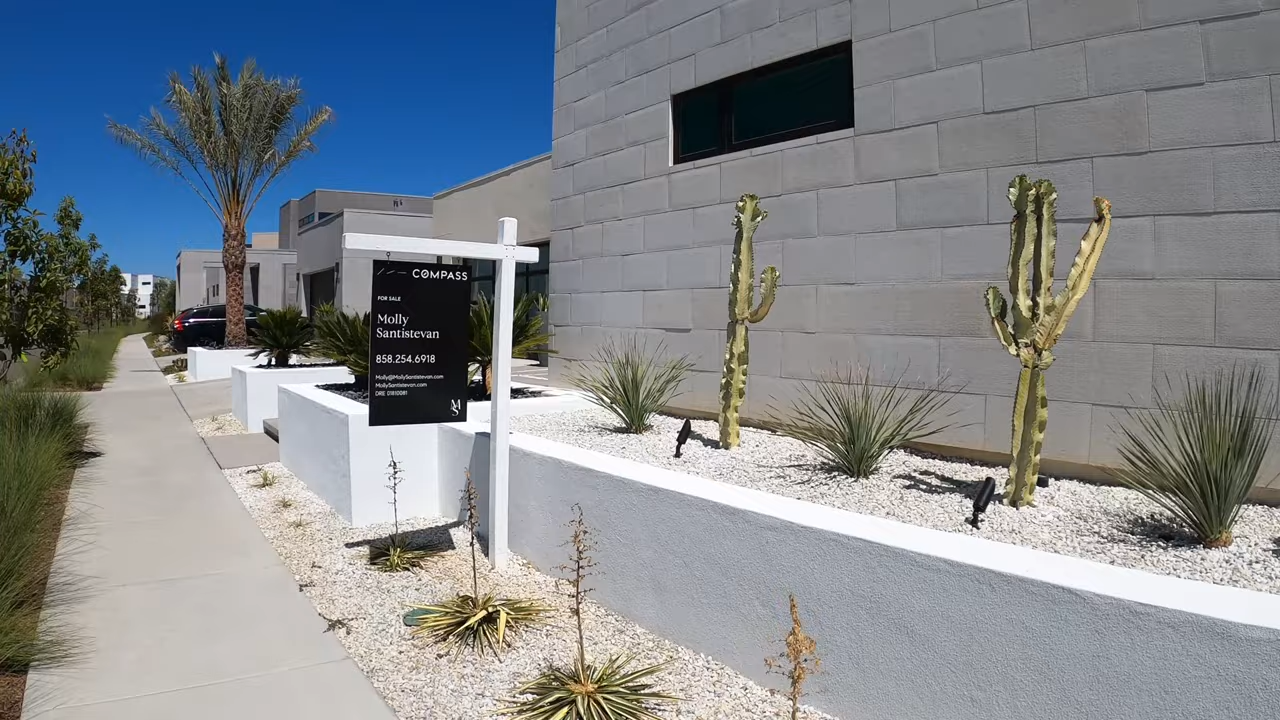 COMPASS
FOR SALE
Molly
Santistevan
858.254.6918
Molly@MollySantistevan.com
MollySantistevan.com
DRE 01810081
MS